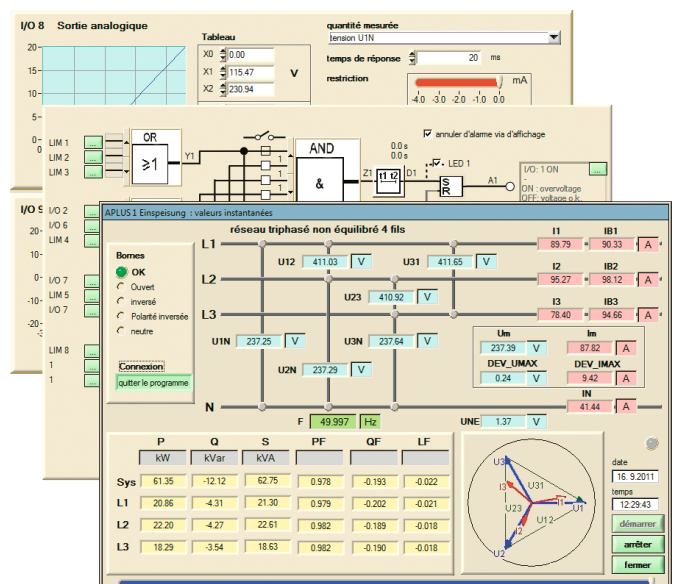 I/O 8 Sortie analogique
Tableau
X0 0.00
X1 115.47 V
X2 230.94
20
15
10
5
0
0
quantité mesurée
tension U1N
temps de réponse 20 ms
restriction
mA
-4.0 -3.0 -2.0 -1.0 0.0
LIM 1 ...
LIM 2 ...
LIM 3 ...
OR
≥1
Y1
1
1
1
AND
&
0.0 s
0.0 s
Z1 t1 t2 D1
annuler d'alarme via d'affichage
LED 1
S
R
A1
I/O: 1 ON ...
-
ON : overvoltage
OFF: voltage o.k.
I/O 9
20
10
0
-10
-20
I/O 2 ...
I/O 6 ...
LIM 4 ...
I/O 7 ...
LIM 5 ...
I/O 7 ...
LIM 8 ...
1 ...
1 ...
APLUS 1 Einspeisung : valeurs instantanées
réseau triphasé non équilibré 4 fils
Bornes
OK
Ouvert
inversé
Polarité inversée
neutre
Connexion
quitter le programme
L1
L2
L3
N
U12 411.03 V
U31 411.65 V
U23 410.92 V
U1N 237.25 V
U3N 237.64 V
U2N 237.29 V
I1 IB1
89.79 90.33 A
I2 IB2
95.27 98.12 A
I3 IB3
78.40 94.66 A
Um Im
237.39 V 87.82 A
DEV_UMAX DEV_IMAX
0.24 V 9.42 A
IN
41.44 A
F 49.997 Hz
UNE 1.37 V
P Q S PF QF LF
kW kVar kVA
Sys 61.35 -12.12 62.75 0.978 -0.193 -0.022
L1 20.86 -4.31 21.30 0.979 -0.202 -0.021
L2 22.20 -4.27 22.61 0.982 -0.189 -0.018
L3 18.29 -3.54 18.63 0.982 -0.190 -0.018
U3
I3
U31
I1
U23
U1
U12
I2
U2
date
16. 9.2011
temps
12:29:43
démarrer
arrêter
fermer